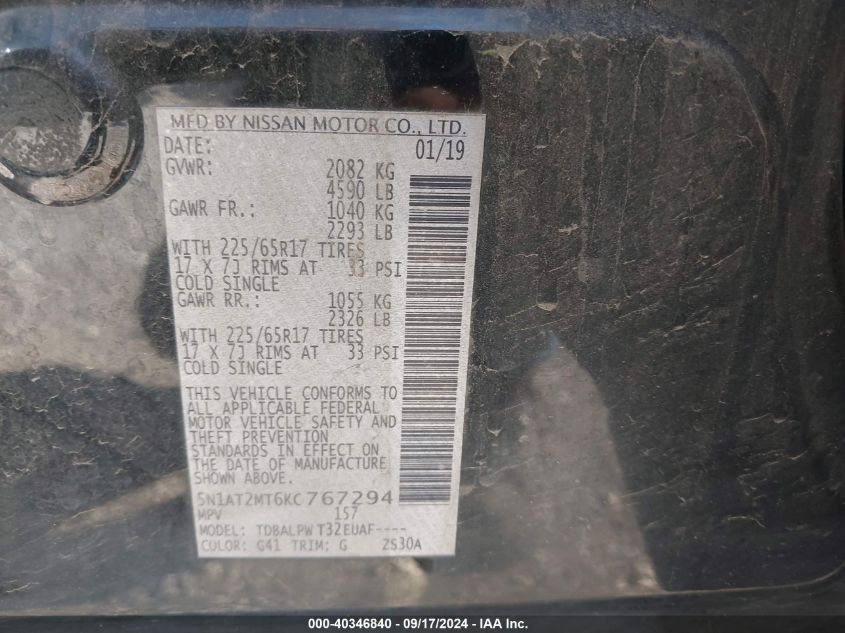 MFD BY NISSAN MOTOR CO., LTD.
DATE: 01/19
GVWR: 2082 KG
4590 LB
GAWR FR.: 1040 KG
2293 LB
WITH 225/65R17 TIRES
17 X 7J RIMS AT 33 PSI
COLD SINGLE
GAWR RR.: 1055 KG
2326 LB
WITH 225/65R17 TIRES
17 X 7J RIMS AT 33 PSI
COLD SINGLE
THIS VEHICLE CONFORMS TO
ALL APPLICABLE FEDERAL
MOTOR VEHICLE SAFETY AND
THEFT PREVENTION
STANDARDS IN EFFECT ON
THE DATE OF MANUFACTURE
SHOWN ABOVE.
5N1AT2MT6KC767294
MPV 157
MODEL: TDBALPW T32EUAF----
COLOR: G41 TRIM: G ZS30A
000-40346840 - 09/17/2024 - IAA Inc.